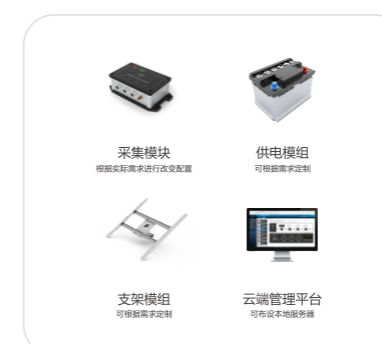 采集模块
根据实际需求进行改变配置
供电模组
可根据需求定制
支架模组
可根据需求定制
云端管理平台
可布设本地服务器